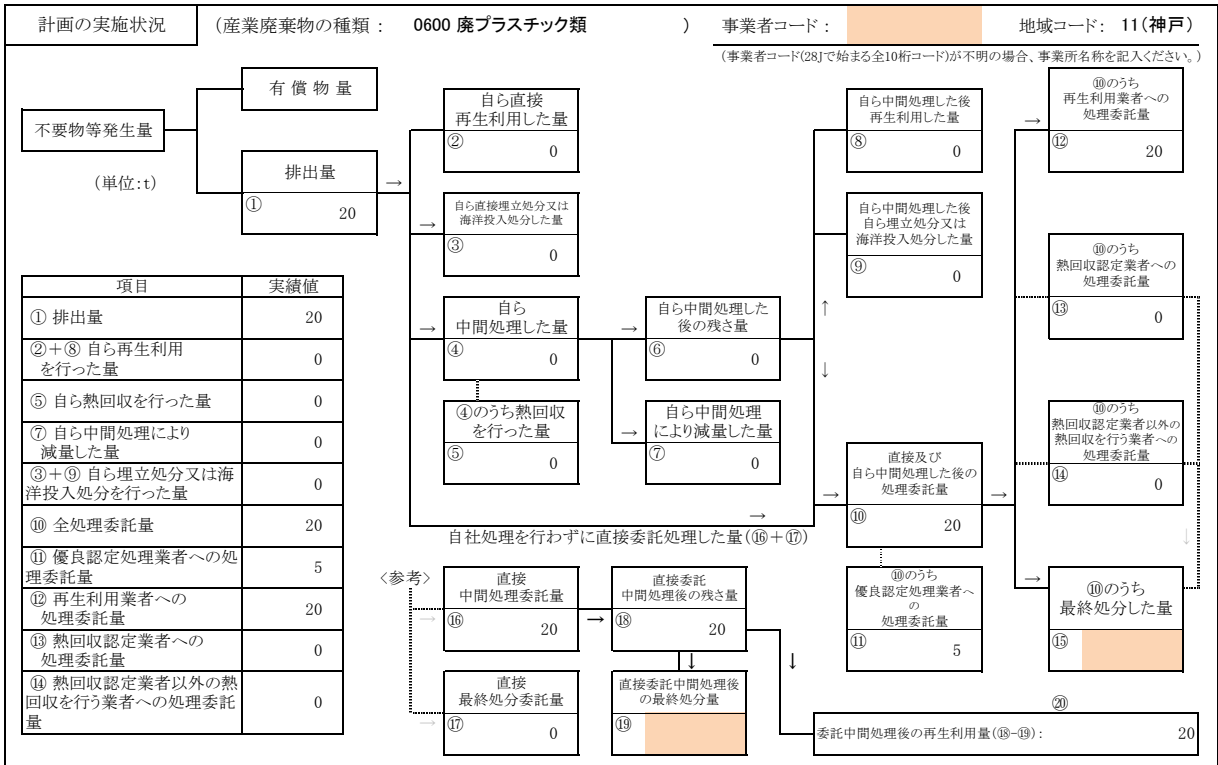 計画の実施状況
(産業廃棄物の種類： 0600 廃プラスチック類 )
事業者コード：
地域コード： 11(神戸)
(事業者コード(28Jで始まる全10桁コード)が不明の場合、事業所名称を記入ください。)
不要物等発生量
(単位:t)
有 償 物 量
排出量
① 20
→
自ら直接
再生利用した量
② 0
→
自ら直接埋立処分又は
海洋投入処分した量
③ 0
→
自ら
中間処理した量
④ 0
④のうち熱回収
を行った量
⑤ 0
→
自ら中間処理した
後の残さ量
⑥ 0
→
自ら中間処理
により減量した量
⑦ 0
自ら中間処理した後
再生利用した量
⑧ 0
自ら中間処理した後
自ら埋立処分又は
海洋投入処分した量
⑨ 0
↑
↓
→
直接及び
自ら中間処理した後の
処理委託量
⑩ 20
→
⑩のうち
優良認定処理業者へ
の
処理委託量
⑪ 5
→
⑩のうち
再生利用業者への
処理委託量
⑫ 20
⑩のうち
熱回収認定業者への
処理委託量
⑬ 0
⑩のうち
熱回収認定業者以外の
熱回収を行う業者への
処理委託量
⑭ 0
↓
→
⑩のうち
最終処分した量
⑮
項目 実績値
① 排出量 20
②＋⑧ 自ら再生利用
を行った量 0
⑤ 自ら熱回収を行った量 0
⑦ 自ら中間処理により
減量した量 0
③＋⑨ 自ら埋立処分又は海
洋投入処分を行った量 0
⑩ 全処理委託量 20
⑪ 優良認定処理業者への処
理委託量 5
⑫ 再生利用業者への
処理委託量 20
⑬ 熱回収認定業者への
処理委託量 0
⑭ 熱回収認定業者以外の熱
回収を行う業者への処理委託
量 0
→
自社処理を行わずに直接委託処理した量(⑯＋⑰)
〈参考〉
→
直接
中間処理委託量
⑯ 20
→
直接委託
中間処理後の残さ量
⑱ 20
↓
↓
→
直接
最終処分委託量
⑰ 0
直接委託中間処理後
の最終処分量
⑲
⑳
委託中間処理後の再生利用量(⑱-⑲)： 20